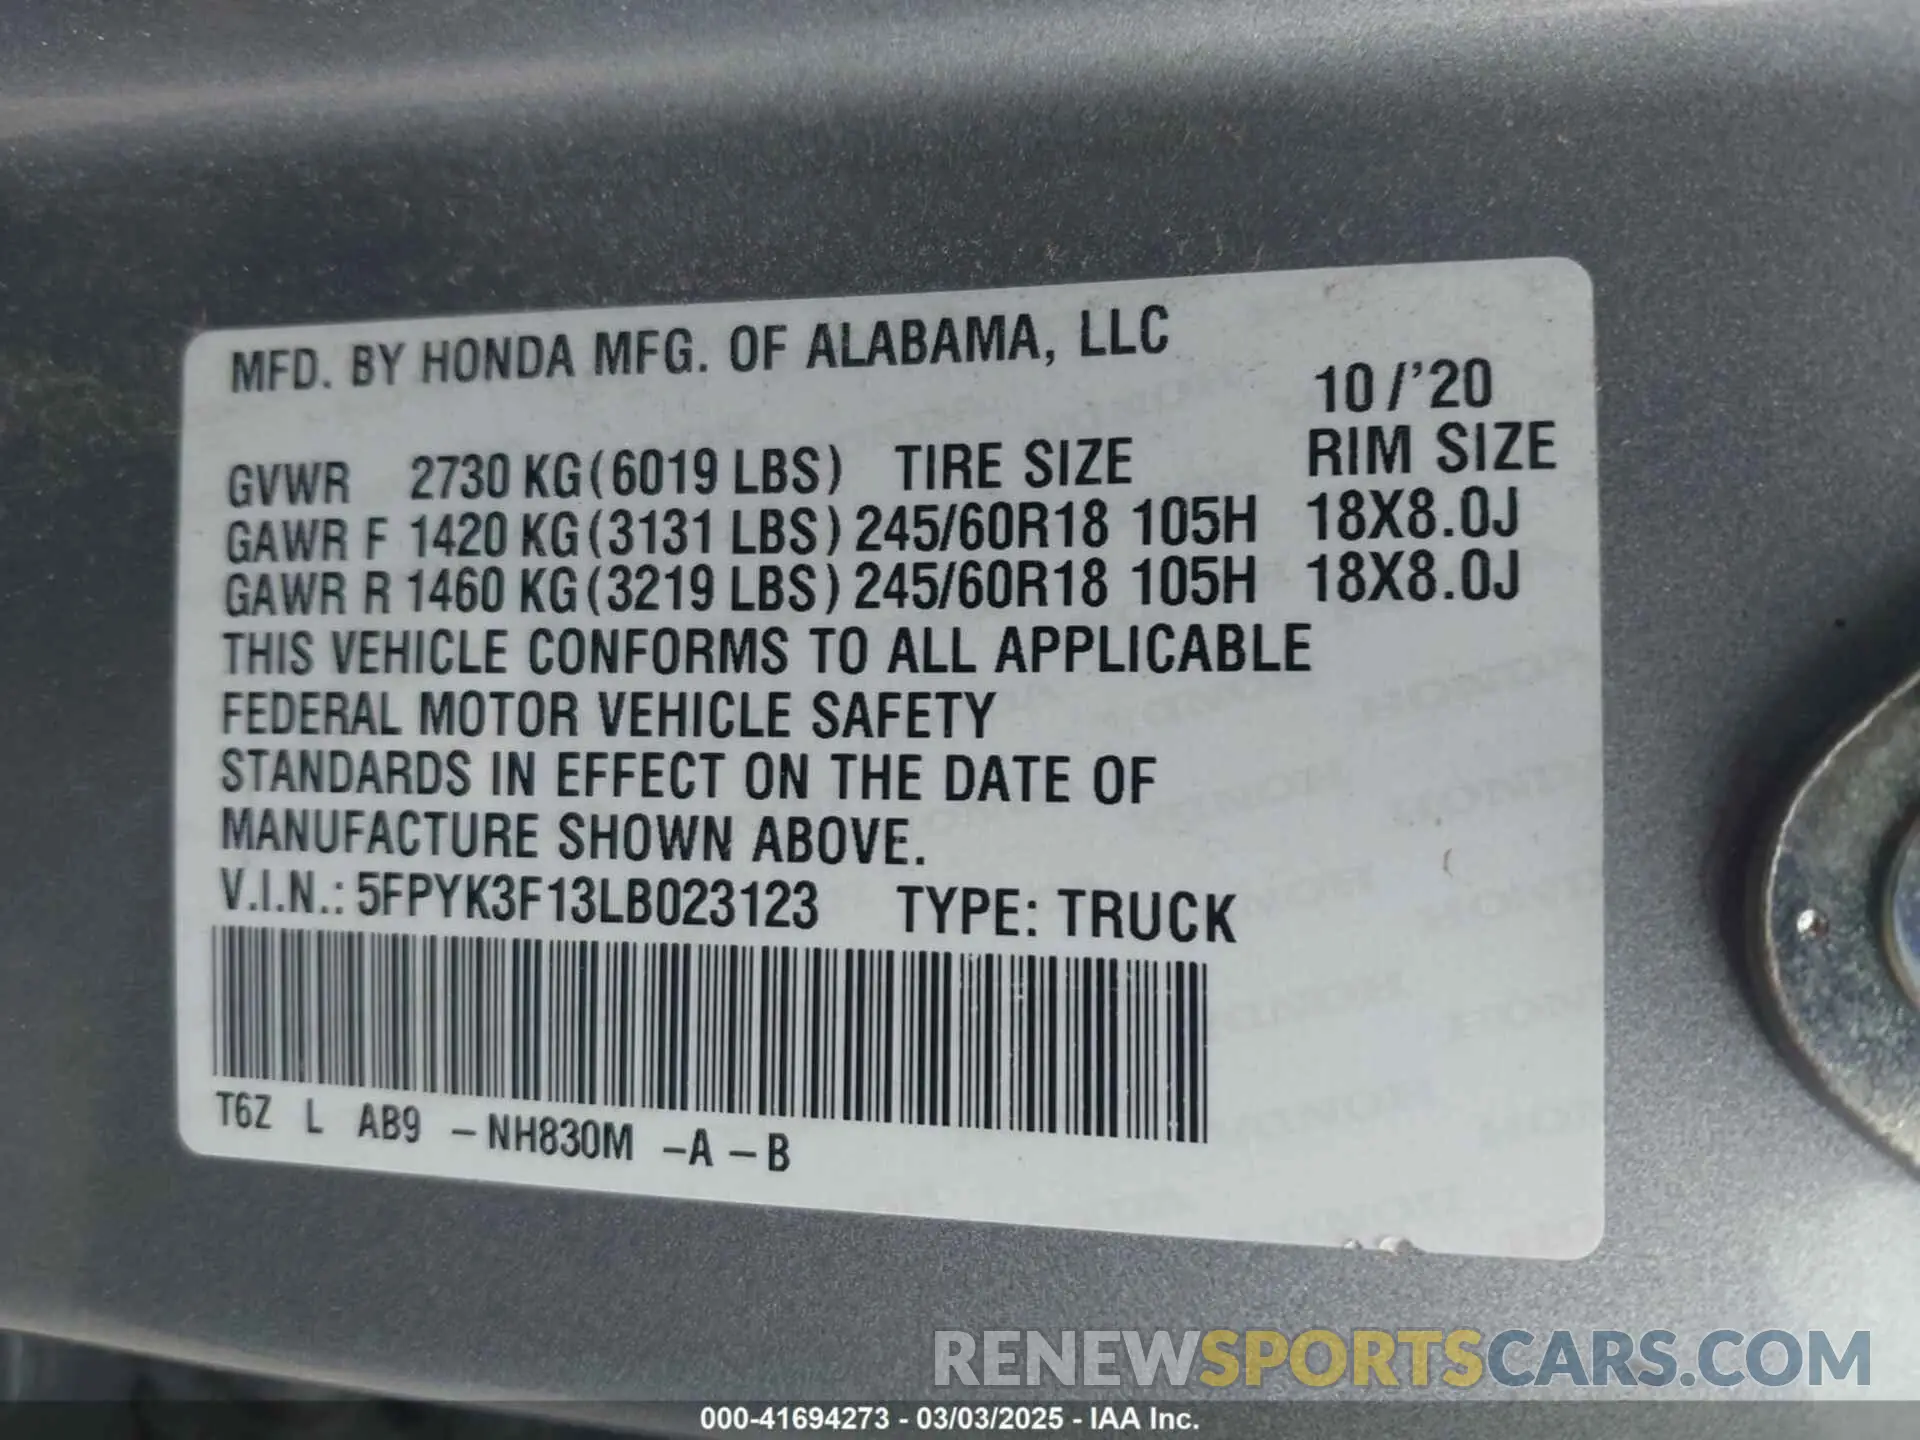 MFD. BY HONDA MFG. OF ALABAMA, LLC
10/'20
GVWR 2730 KG(6019 LBS) TIRE SIZE RIM SIZE
GAWR F 1420 KG(3131 LBS) 245/60R18 105H 18X8.0J
GAWR R 1460 KG(3219 LBS) 245/60R18 105H 18X8.0J
THIS VEHICLE CONFORMS TO ALL APPLICABLE
FEDERAL MOTOR VEHICLE SAFETY
STANDARDS IN EFFECT ON THE DATE OF
MANUFACTURE SHOWN ABOVE.
V.I.N.: 5FPYK3F13LB023123 TYPE: TRUCK
T6Z L AB9 -NH830M -A -B
RENEWSPORTSCARS.COM
000-41694273 - 03/03/2025 - IAA Inc.